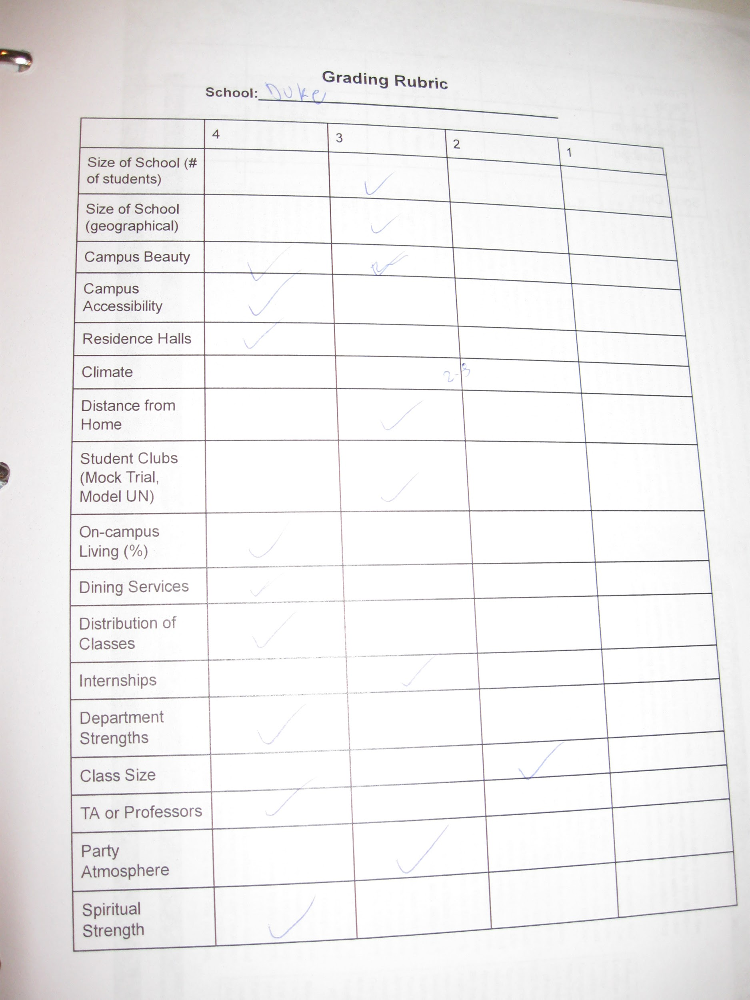 Grading Rubric
School: Duke
4 3 2 1
Size of School (#
of students) ✓
Size of School
(geographical) ✓
Campus Beauty ✓ ✓
Campus
Accessibility ✓
Residence Halls ✓
Climate 2-3
Distance from
Home ✓
Student Clubs
(Mock Trial,
Model UN) ✓
On-campus
Living (%) ✓
Dining Services ✓
Distribution of
Classes ✓
Internships ✓
Department
Strengths ✓
Class Size ✓
TA or Professors ✓
Party
Atmosphere ✓
Spiritual
Strength ✓